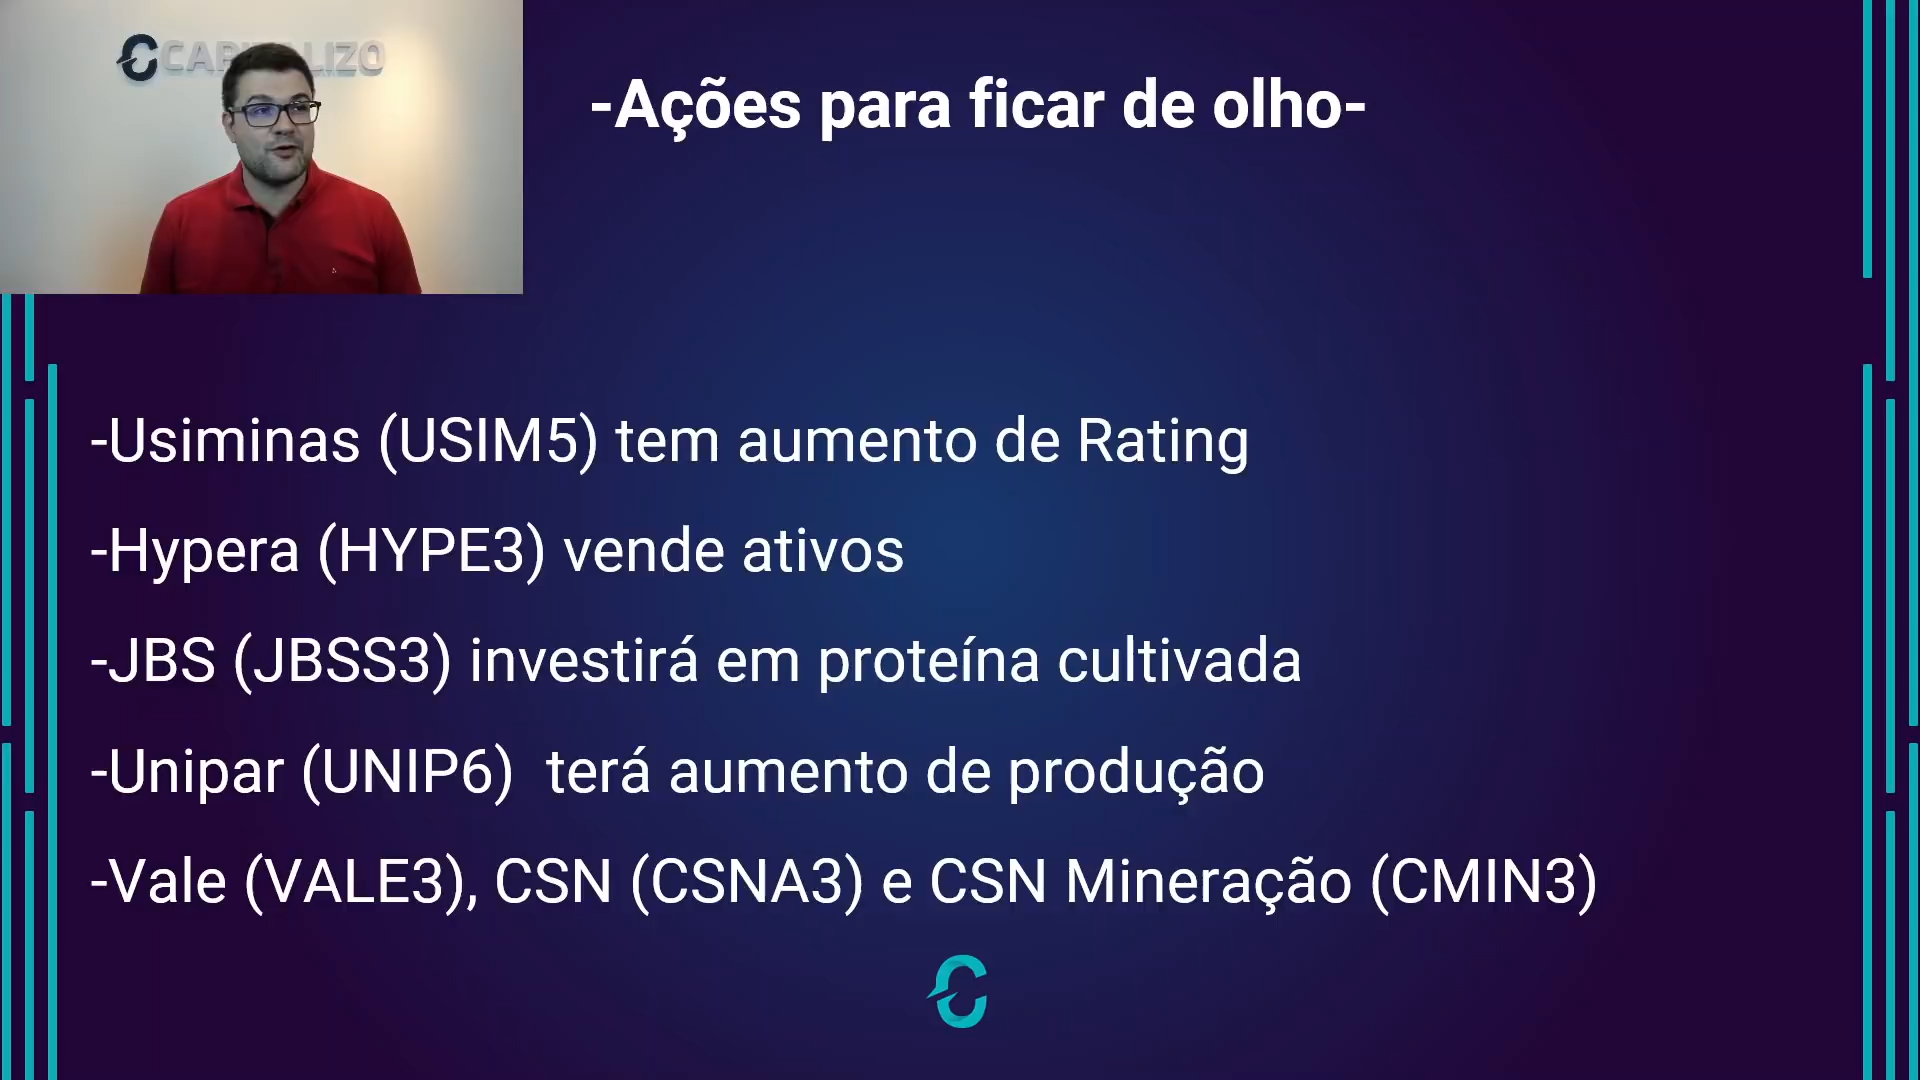 CAPITALIZO
-Ações para ficar de olho-
-Usiminas (USIM5) tem aumento de Rating
-Hypera (HYPE3) vende ativos
-JBS (JBSS3) investirá em proteína cultivada
-Unipar (UNIP6)  terá aumento de produção
-Vale (VALE3), CSN (CSNA3) e CSN Mineração (CMIN3)